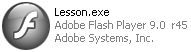 Lesson.exe
Adobe Flash Player 9.0 r45
Adobe Systems, Inc.